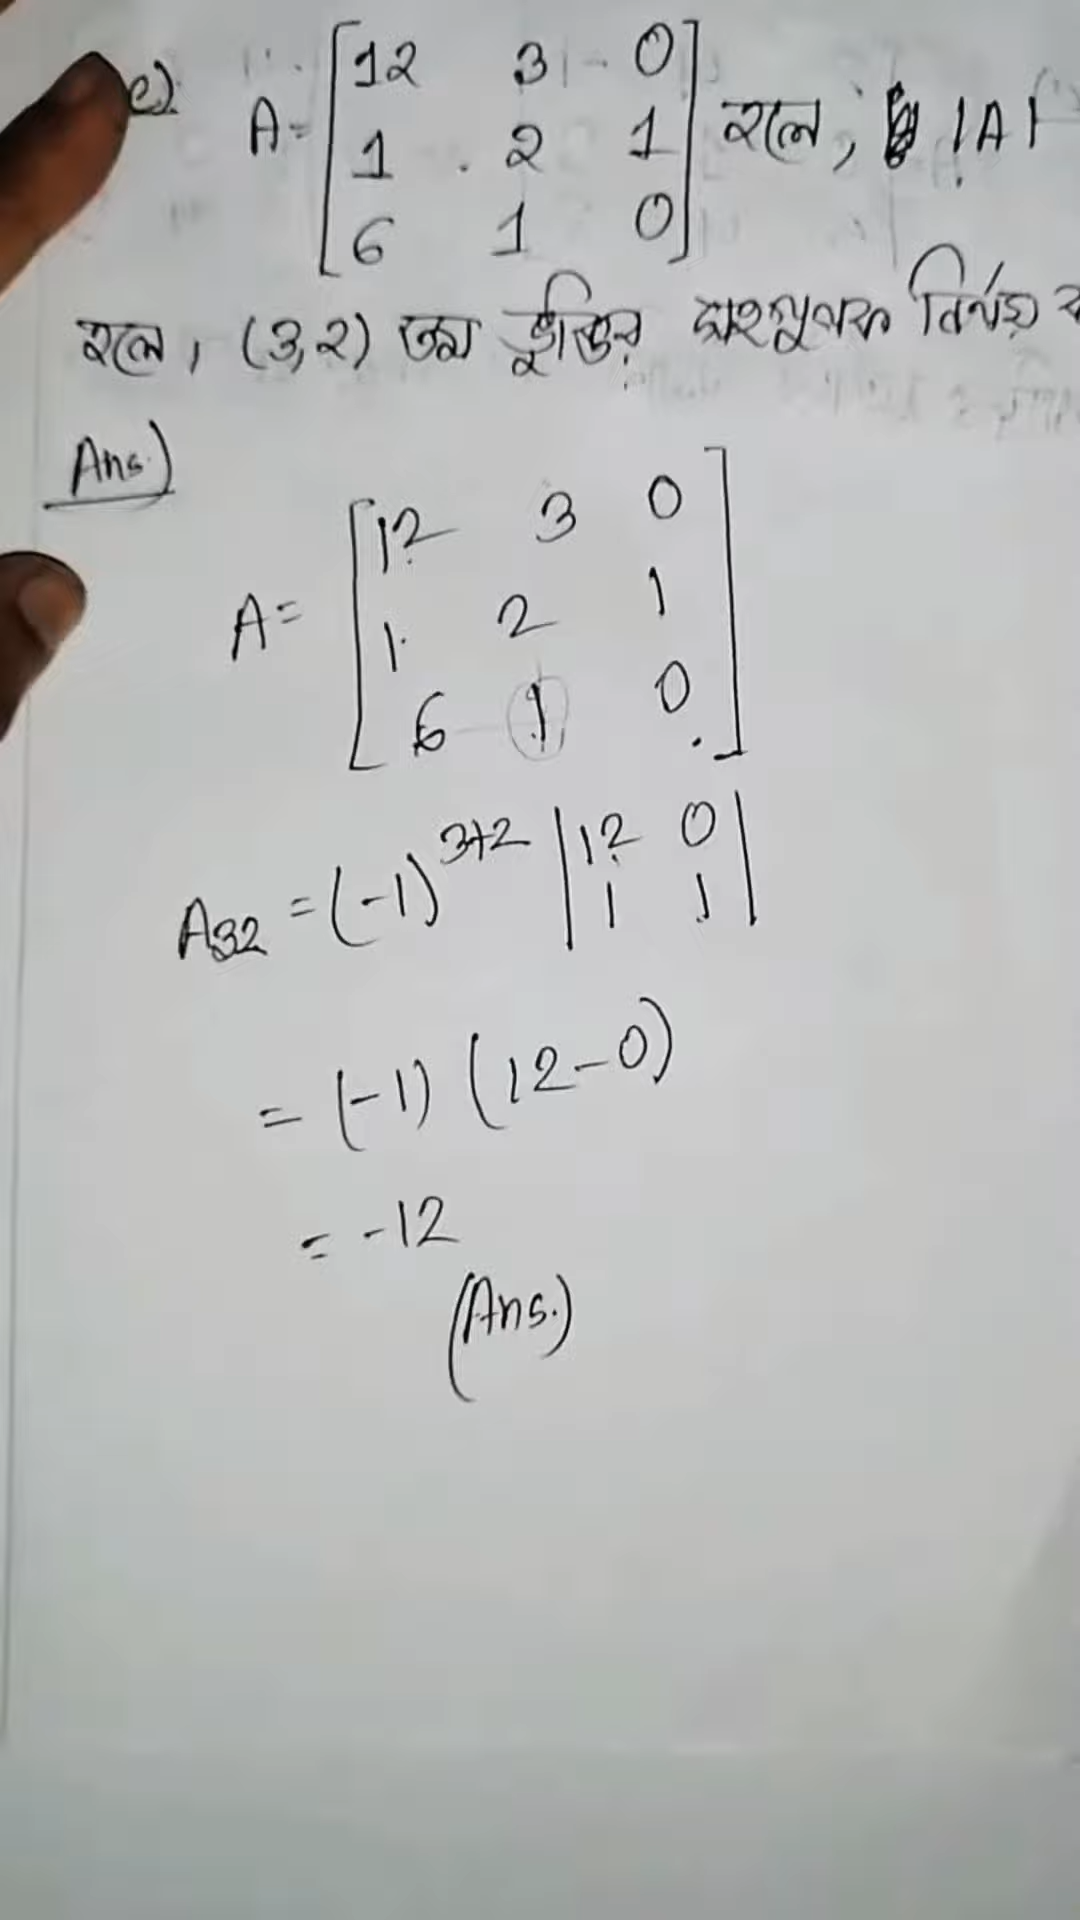 e) A = [12 3 0
1 2 1
6 1 0] হলে, |A|
হলে, (3,2) তম ভুক্তির সহগুণক নির্ণয় ক
Ans.)
A = [12 3 0
1 2 1
6 1 0]
A32 = (-1)^3+2 |12 0
1 1|
= (-1) (12-0)
= -12
(Ans.)